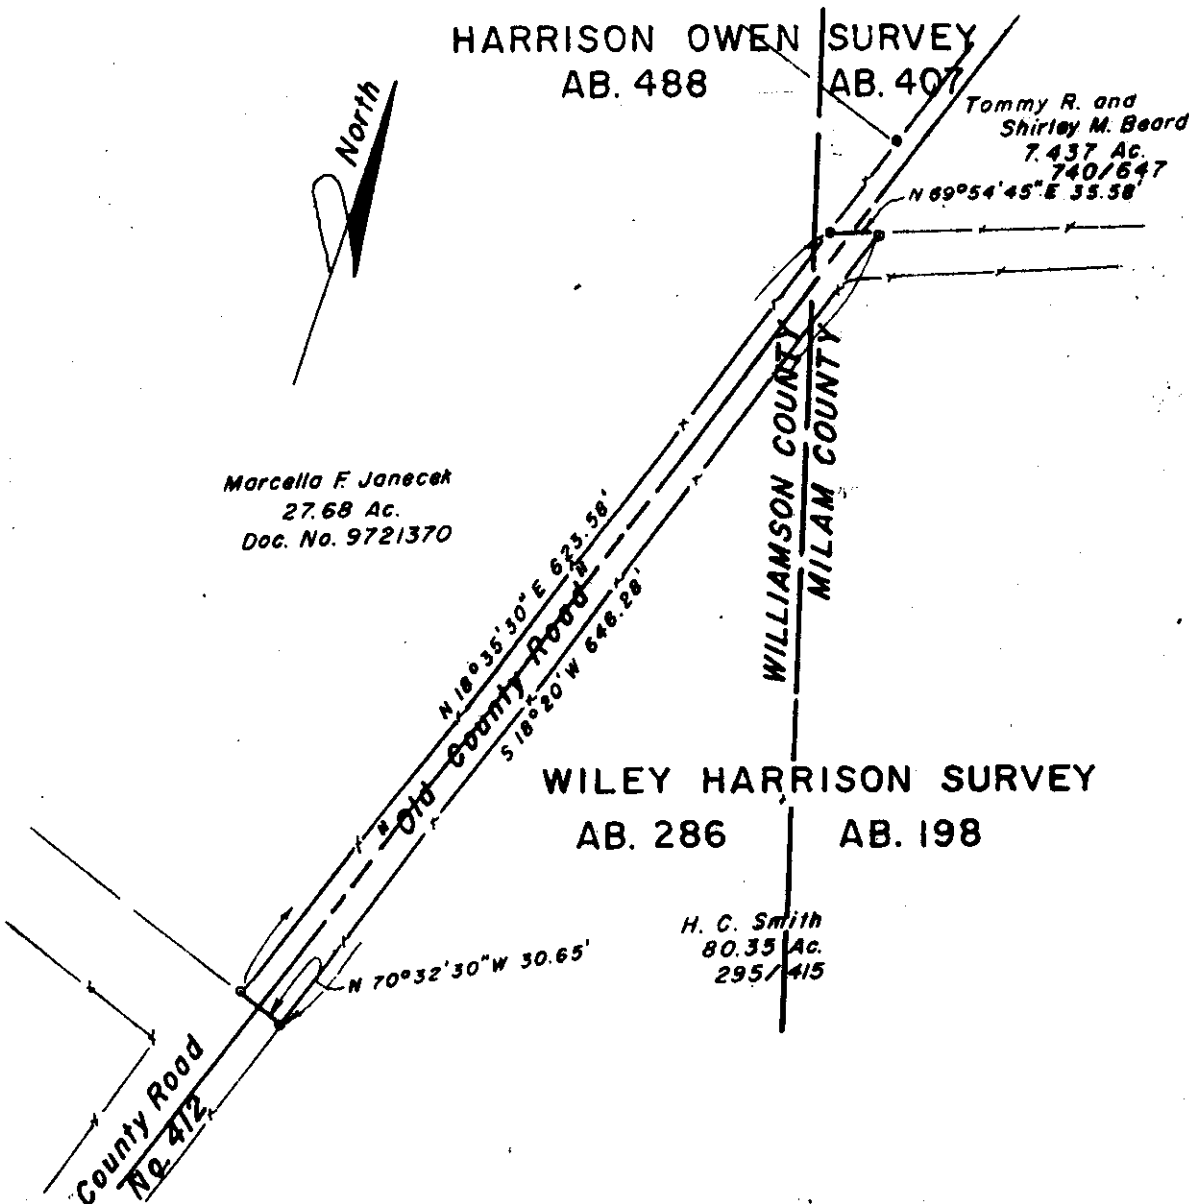 HARRISON OWEN SURVEY
AB. 488 AB. 407
North
Tommy R. and
Shirley M. Beard
7.437 Ac.
740/647
N 69°54'45" E 35.58'
WILLIAMSON COUNTY
MILAM COUNTY
Marcella F. Janecek
27.68 Ac.
Doc. No. 9721370
N 18°35'30" E 623.58'
"Old County Road"
S 18°20' W 646.28'
WILEY HARRISON SURVEY
AB. 286 AB. 198
H. C. Smith
80.35 Ac.
295/415
N 70°32'30" W 30.65'
County Road
No. 412